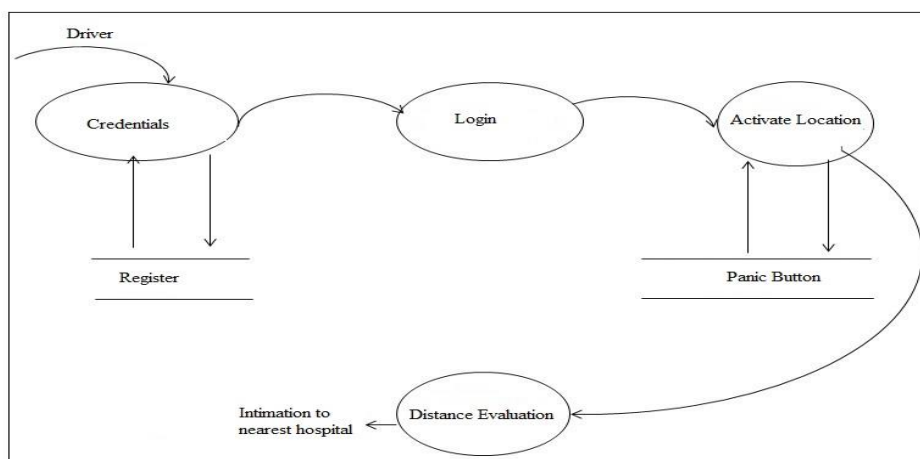 Driver
Credentials
Login
Activate Location
Register
Panic Button
Intimation to
nearest hospital
Distance Evaluation